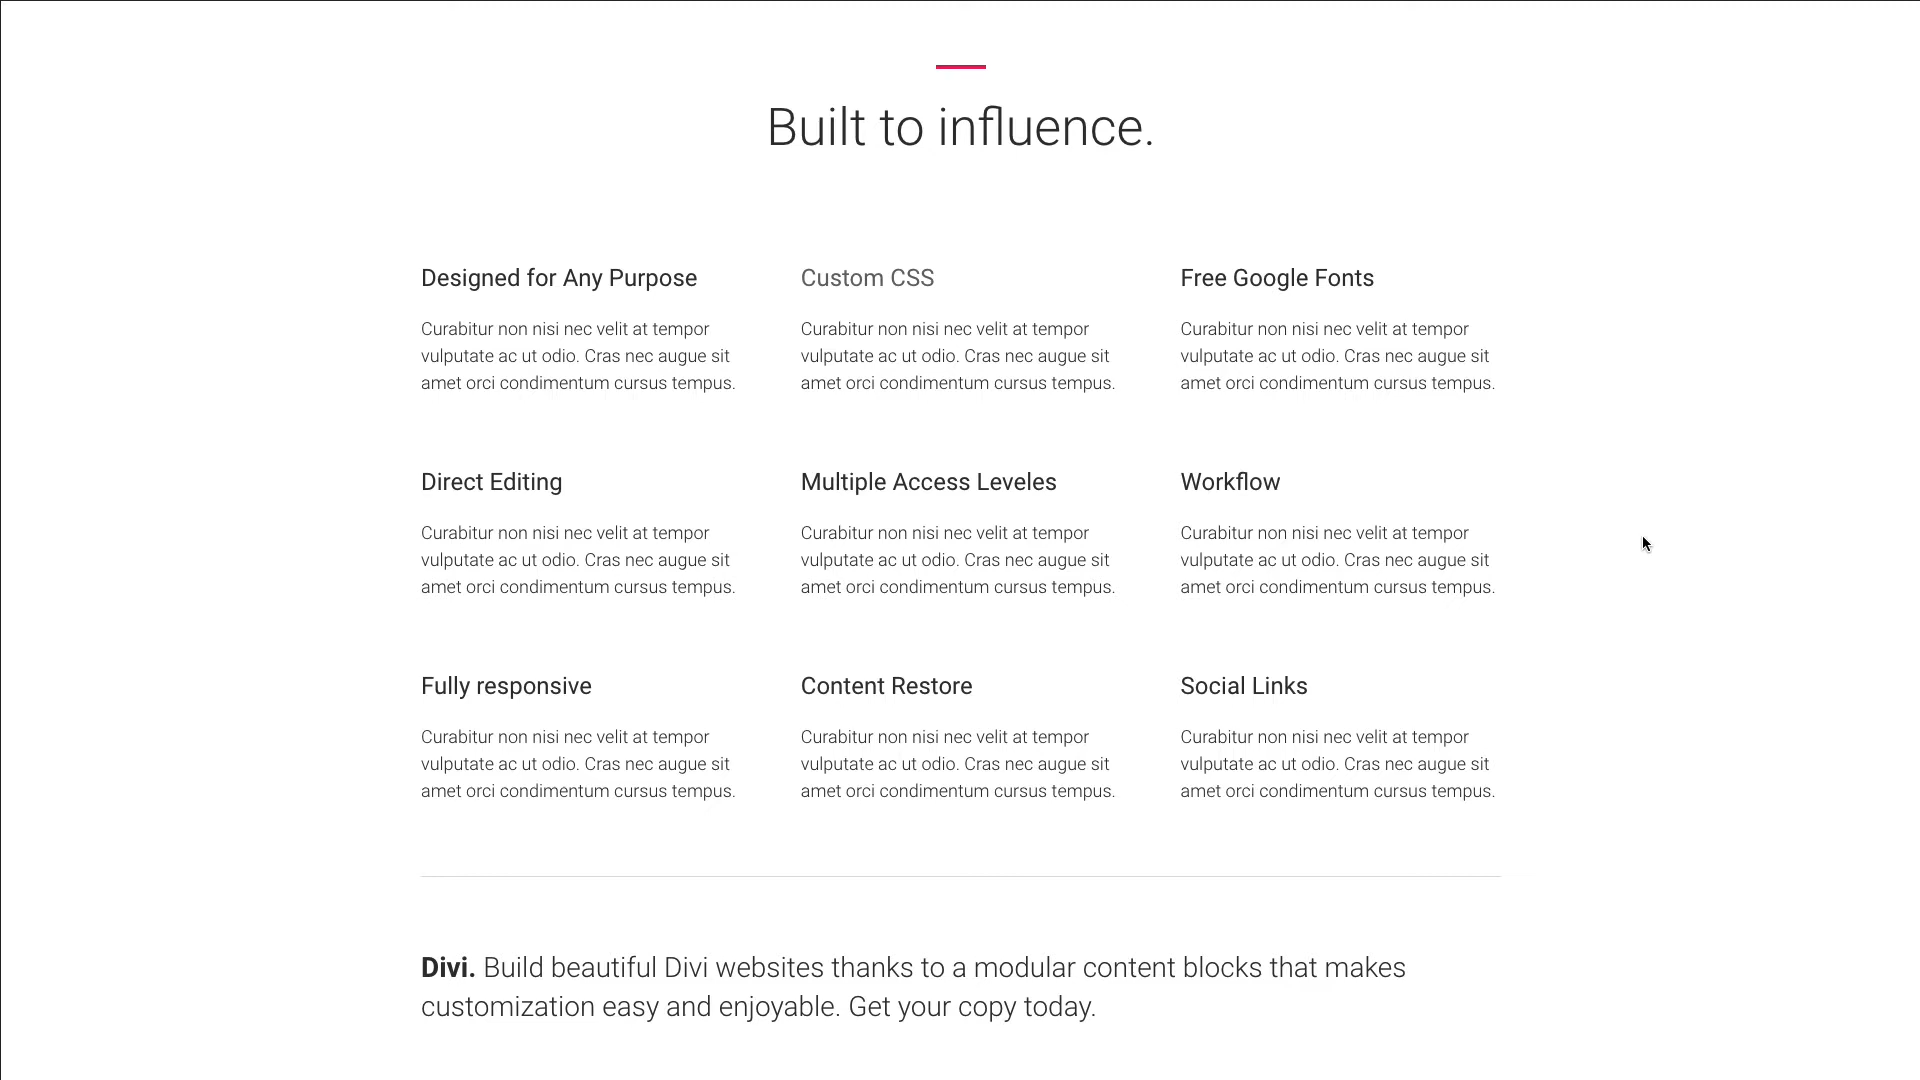 Built to influence.
Designed for Any Purpose
Curabitur non nisi nec velit at tempor
vulputate ac ut odio. Cras nec augue sit
amet orci condimentum cursus tempus.
Custom CSS
Curabitur non nisi nec velit at tempor
vulputate ac ut odio. Cras nec augue sit
amet orci condimentum cursus tempus.
Free Google Fonts
Curabitur non nisi nec velit at tempor
vulputate ac ut odio. Cras nec augue sit
amet orci condimentum cursus tempus.
Direct Editing
Curabitur non nisi nec velit at tempor
vulputate ac ut odio. Cras nec augue sit
amet orci condimentum cursus tempus.
Multiple Access Leveles
Curabitur non nisi nec velit at tempor
vulputate ac ut odio. Cras nec augue sit
amet orci condimentum cursus tempus.
Workflow
Curabitur non nisi nec velit at tempor
vulputate ac ut odio. Cras nec augue sit
amet orci condimentum cursus tempus.
Fully responsive
Curabitur non nisi nec velit at tempor
vulputate ac ut odio. Cras nec augue sit
amet orci condimentum cursus tempus.
Content Restore
Curabitur non nisi nec velit at tempor
vulputate ac ut odio. Cras nec augue sit
amet orci condimentum cursus tempus.
Social Links
Curabitur non nisi nec velit at tempor
vulputate ac ut odio. Cras nec augue sit
amet orci condimentum cursus tempus.
Divi. Build beautiful Divi websites thanks to a modular content blocks that makes
customization easy and enjoyable. Get your copy today.